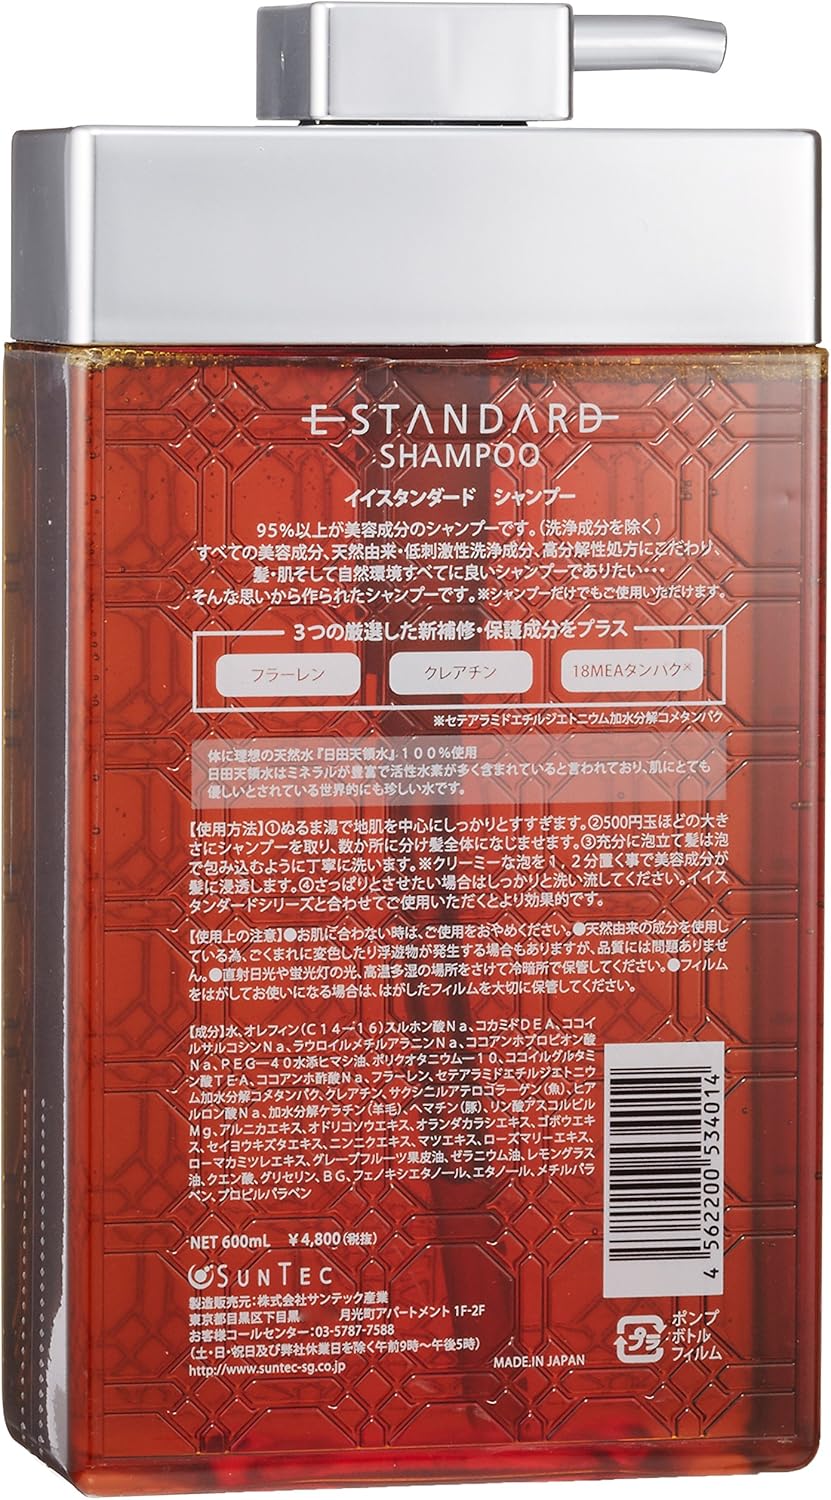 E STANDARD
SHAMPOO
イイスタンダード シャンプー
95%以上が美容成分のシャンプーです。(洗浄成分を除く)
すべての美容成分、天然由来・低刺激性洗浄成分、高分解性処方にこだわり、
髪・肌そして自然環境すべてに良いシャンプーでありたい・・・
そんな思いから作られたシャンプーです。※シャンプーだけでもご使用いただけます。
3つの厳選した新補修・保護成分をプラス
フラーレン クレアチン 18MEAタンパク※
※セテアラミドエチルジエトニウム加水分解コメタンパク
体に理想の天然水『日田天領水』100%使用
日田天領水はミネラルが豊富で活性水素が多く含まれていると言われており、肌にとても
優しいとされている世界的にも珍しい水です。
【使用方法】①ぬるま湯で地肌を中心にしっかりとすすぎます。②500円玉ほどの大き
さにシャンプーを取り、数か所に分け髪全体になじませます。③充分に泡立て髪は泡
で包み込むように丁寧に洗います。※クリーミーな泡を1、2分置く事で美容成分が
髪に浸透します。④さっぱりとさせたい場合はしっかりと洗い流してください。イイス
タンダードシリーズと合わせてご使用いただくとより効果的です。
【使用上の注意】●お肌に合わない時は、ご使用をおやめください。●天然由来の成分を使用し
ている為、ごくまれに変色したり浮遊物が発生する場合もありますが、品質には問題ありませ
ん。●直射日光や蛍光灯の光、高温多湿の場所をさけて冷暗所で保管してください。●フィルム
をはがしてお使いになる場合は、はがしたフィルムを大切に保管してください。
【成分】水、オレフィン(C14ー16)スルホン酸Na、コカミドDEA、ココイ
ルサルコシンNa、ラウロイルメチルアラニンNa、ココアンホプロピオン酸
Na、PEGー40水添ヒマシ油、ポリクオタニウムー10、ココイルグルタミ
ン酸TEA、ココアンホ酢酸Na、フラーレン、セテアラミドエチルジエトニウ
ム加水分解コメタンパク、クレアチン、サクシニルアテロコラーゲン(魚)、ヒア
ルロン酸Na、加水分解ケラチン(羊毛)、ヘマチン(豚)、リン酸アスコルビル
Mg、アルニカエキス、オドリコソウエキス、オランダカラシエキス、ゴボウエキ
ス、セイヨウキズタエキス、ニンニクエキス、マツエキス、ローズマリーエキス、
ローマカミツレエキス、グレープフルーツ果皮油、ゼラニウム油、レモングラス
油、クエン酸、グリセリン、BG、フェノキシエタノール、エタノール、メチルパラ
ベン、プロピルパラベン
NET 600mL ¥4,800(税抜)
SUNTEC
製造販売元:株式会社サンテック産業
東京都目黒区下目黒 月光町アパートメント 1F-2F
お客様コールセンター:03-5787-7588
(土・日・祝日及び弊社休業日を除く午前9時〜午後5時)
http://www.suntec-sg.co.jp
MADE.IN JAPAN
4 562200 534014
プラ
ポンプ
ボトル
フィルム